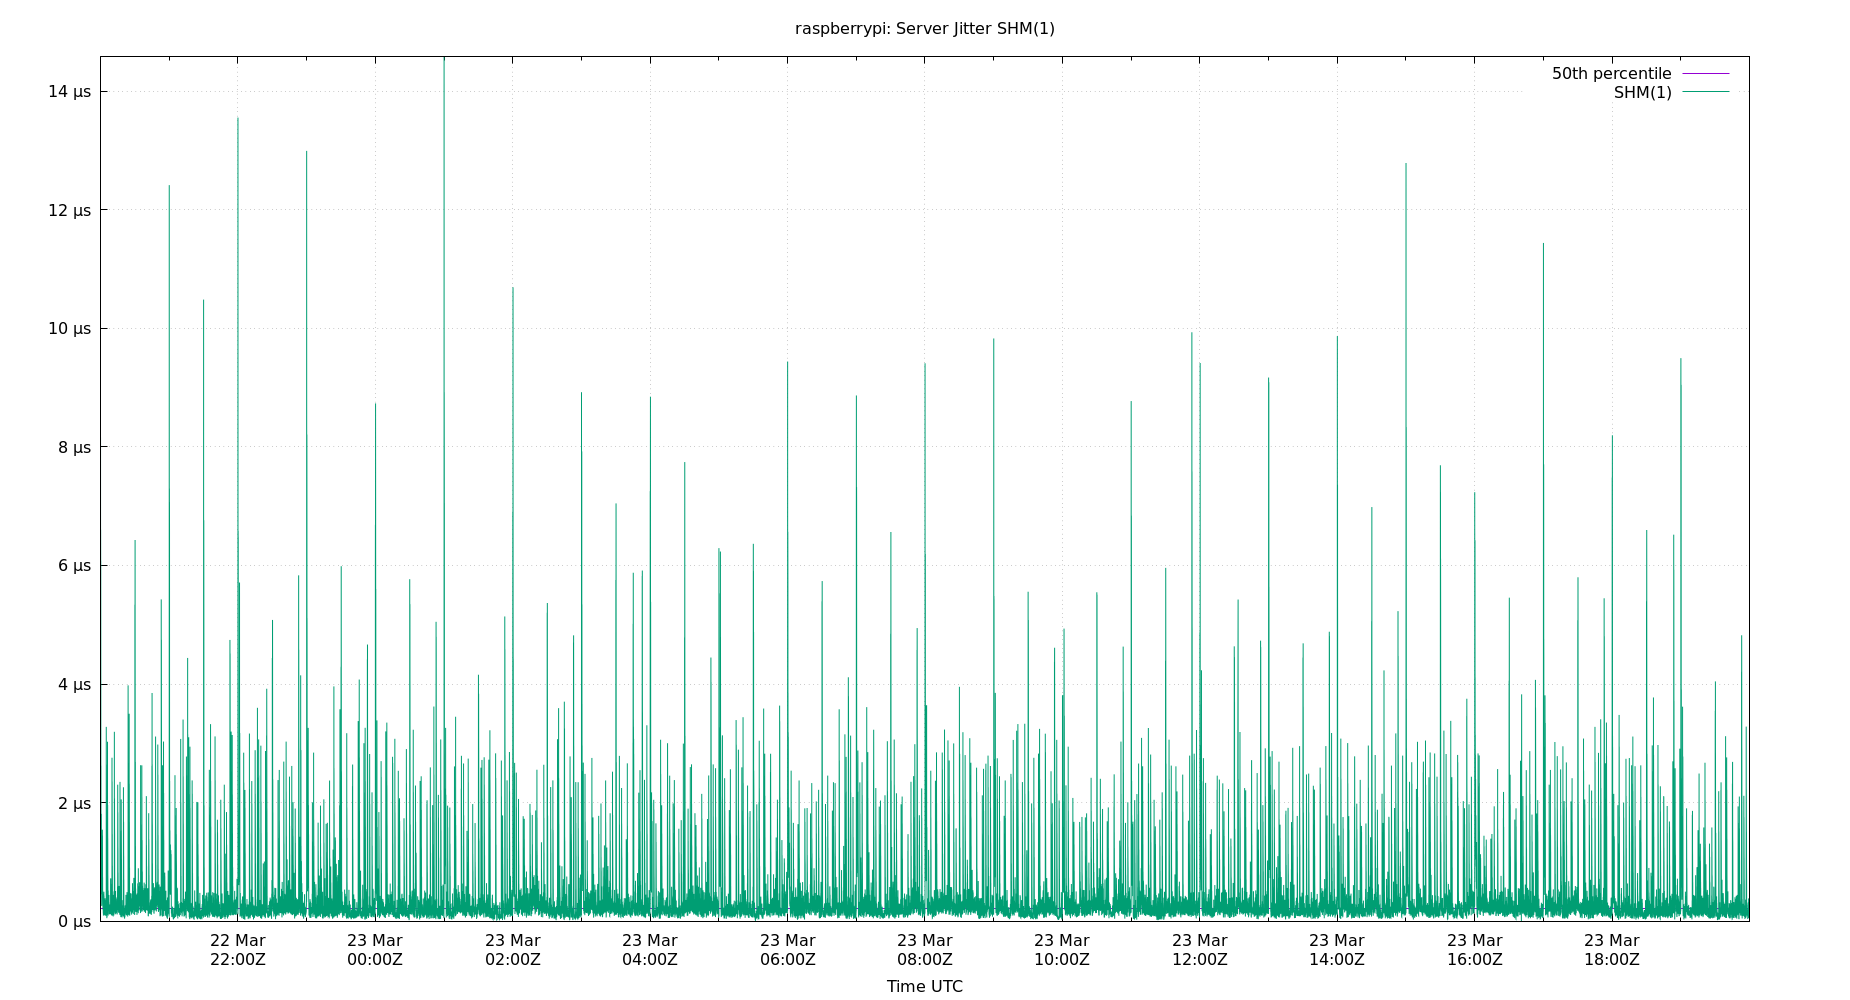 raspberrypi: Server Jitter SHM(1)
50th percentile
SHM(1)
14 µs
12 µs
10 µs
8 µs
6 µs
4 µs
2 µs
0 µs
22 Mar 23 Mar 23 Mar 23 Mar 23 Mar 23 Mar 23 Mar 23 Mar 23 Mar 23 Mar 23 Mar
22:00Z 00:00Z 02:00Z 04:00Z 06:00Z 08:00Z 10:00Z 12:00Z 14:00Z 16:00Z 18:00Z
Time UTC